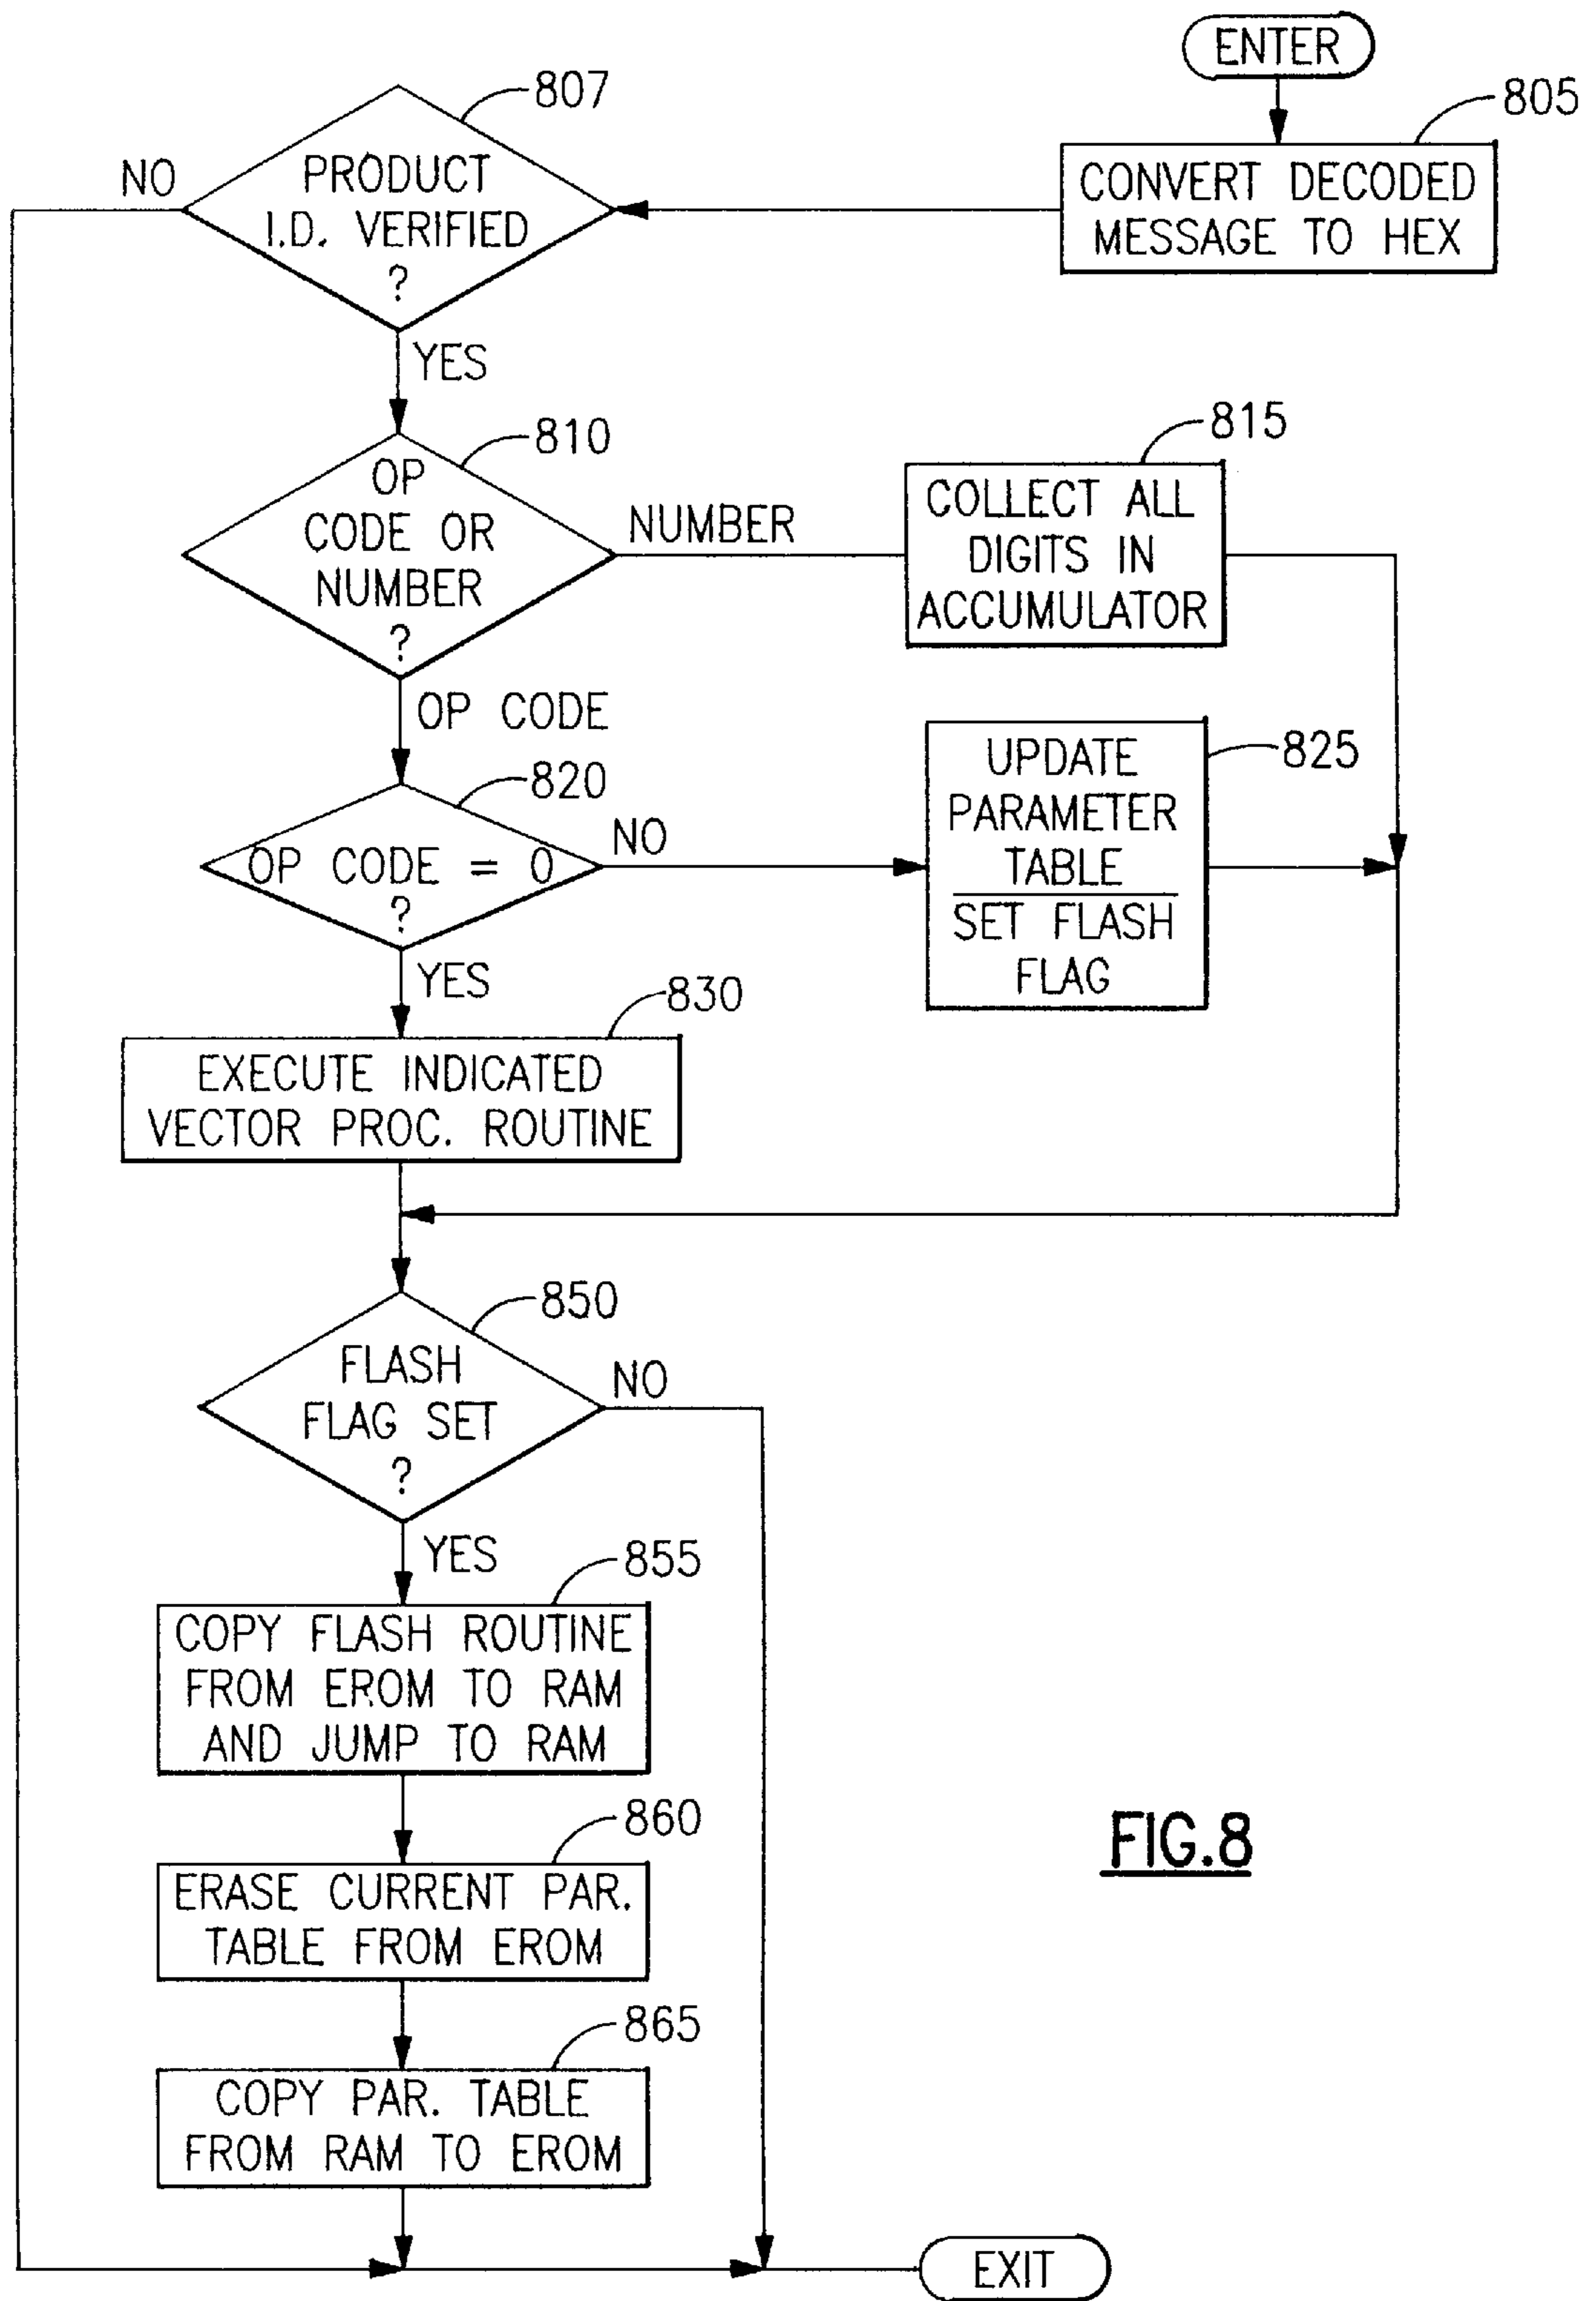 ENTER
805
CONVERT DECODED
MESSAGE TO HEX
807
PRODUCT
I.D. VERIFIED
?
NO
YES
810
OP
CODE OR
NUMBER
?
NUMBER
815
COLLECT ALL
DIGITS IN
ACCUMULATOR
OP CODE
820
OP CODE = 0
?
NO
825
UPDATE
PARAMETER
TABLE
SET FLASH
FLAG
YES
830
EXECUTE INDICATED
VECTOR PROC. ROUTINE
850
FLASH
FLAG SET
?
NO
YES
855
COPY FLASH ROUTINE
FROM EROM TO RAM
AND JUMP TO RAM
860
ERASE CURRENT PAR.
TABLE FROM EROM
865
COPY PAR. TABLE
FROM RAM TO EROM
EXIT
FIG.8